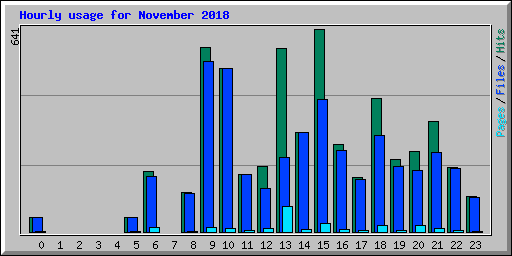 Hourly usage for November 2018
641
Pages/Files/Hits
0 1 2 3 4 5 6 7 8 9 10 11 12 13 14 15 16 17 18 19 20 21 22 23